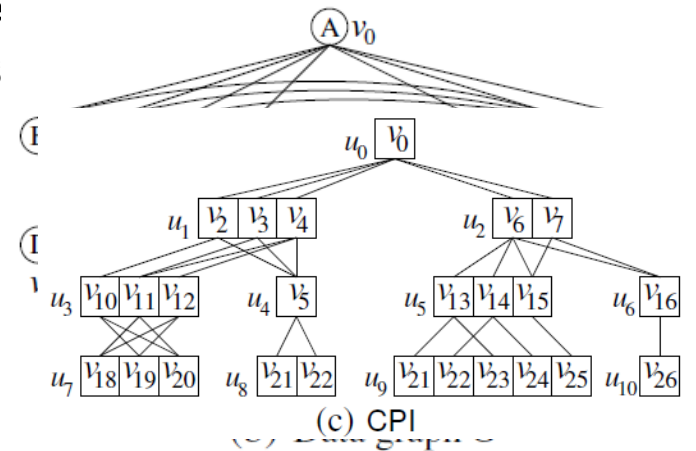 A v0
u0 v0
u1 v2 v3 v4 u2 v6 v7
u3 v10 v11 v12 u4 v5 u5 v13 v14 v15 u6 v16
u7 v18 v19 v20 u8 v21 v22 u9 v21 v22 v23 v24 v25 u10 v26
(c) CPI